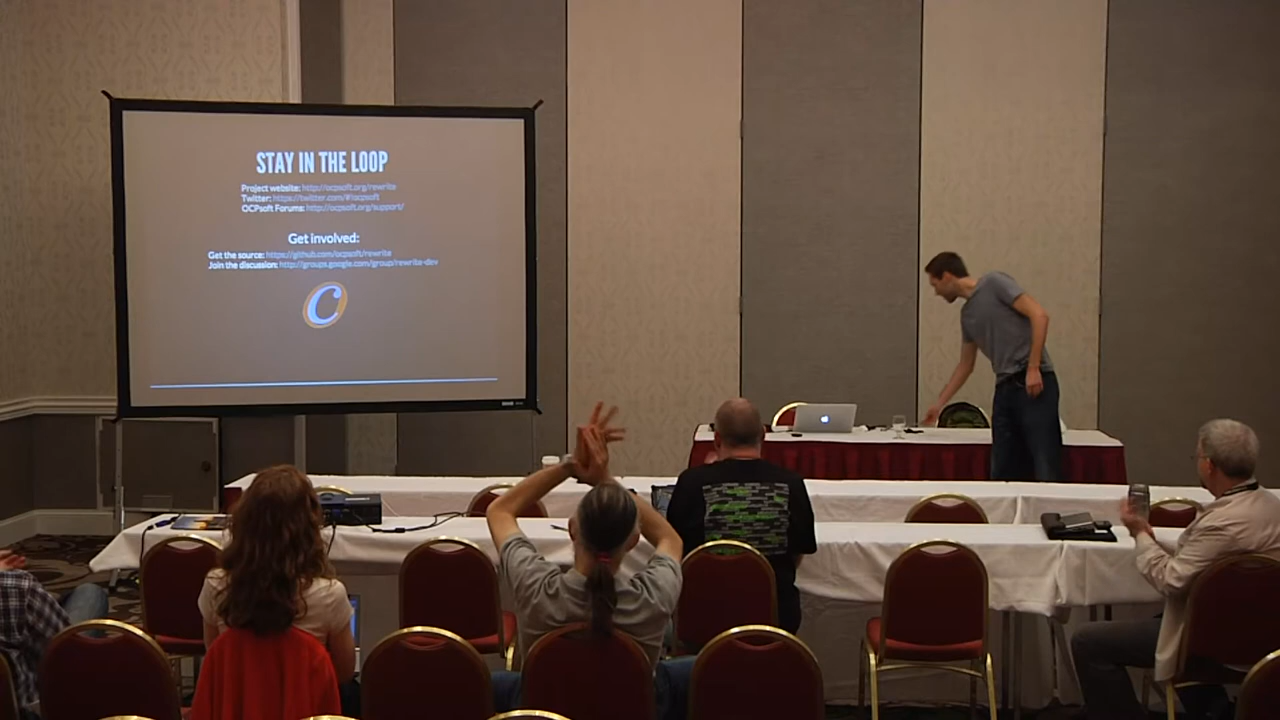 STAY IN THE LOOP
Project website: http://ocpsoft.org/rewrite
Twitter: https://twitter.com/#!/ocpsoft
OCPsoft Forums: http://ocpsoft.org/support/
Get involved:
Get the source: https://github.com/ocpsoft/rewrite
Join the discussion: http://groups.google.com/group/rewrite-dev
C